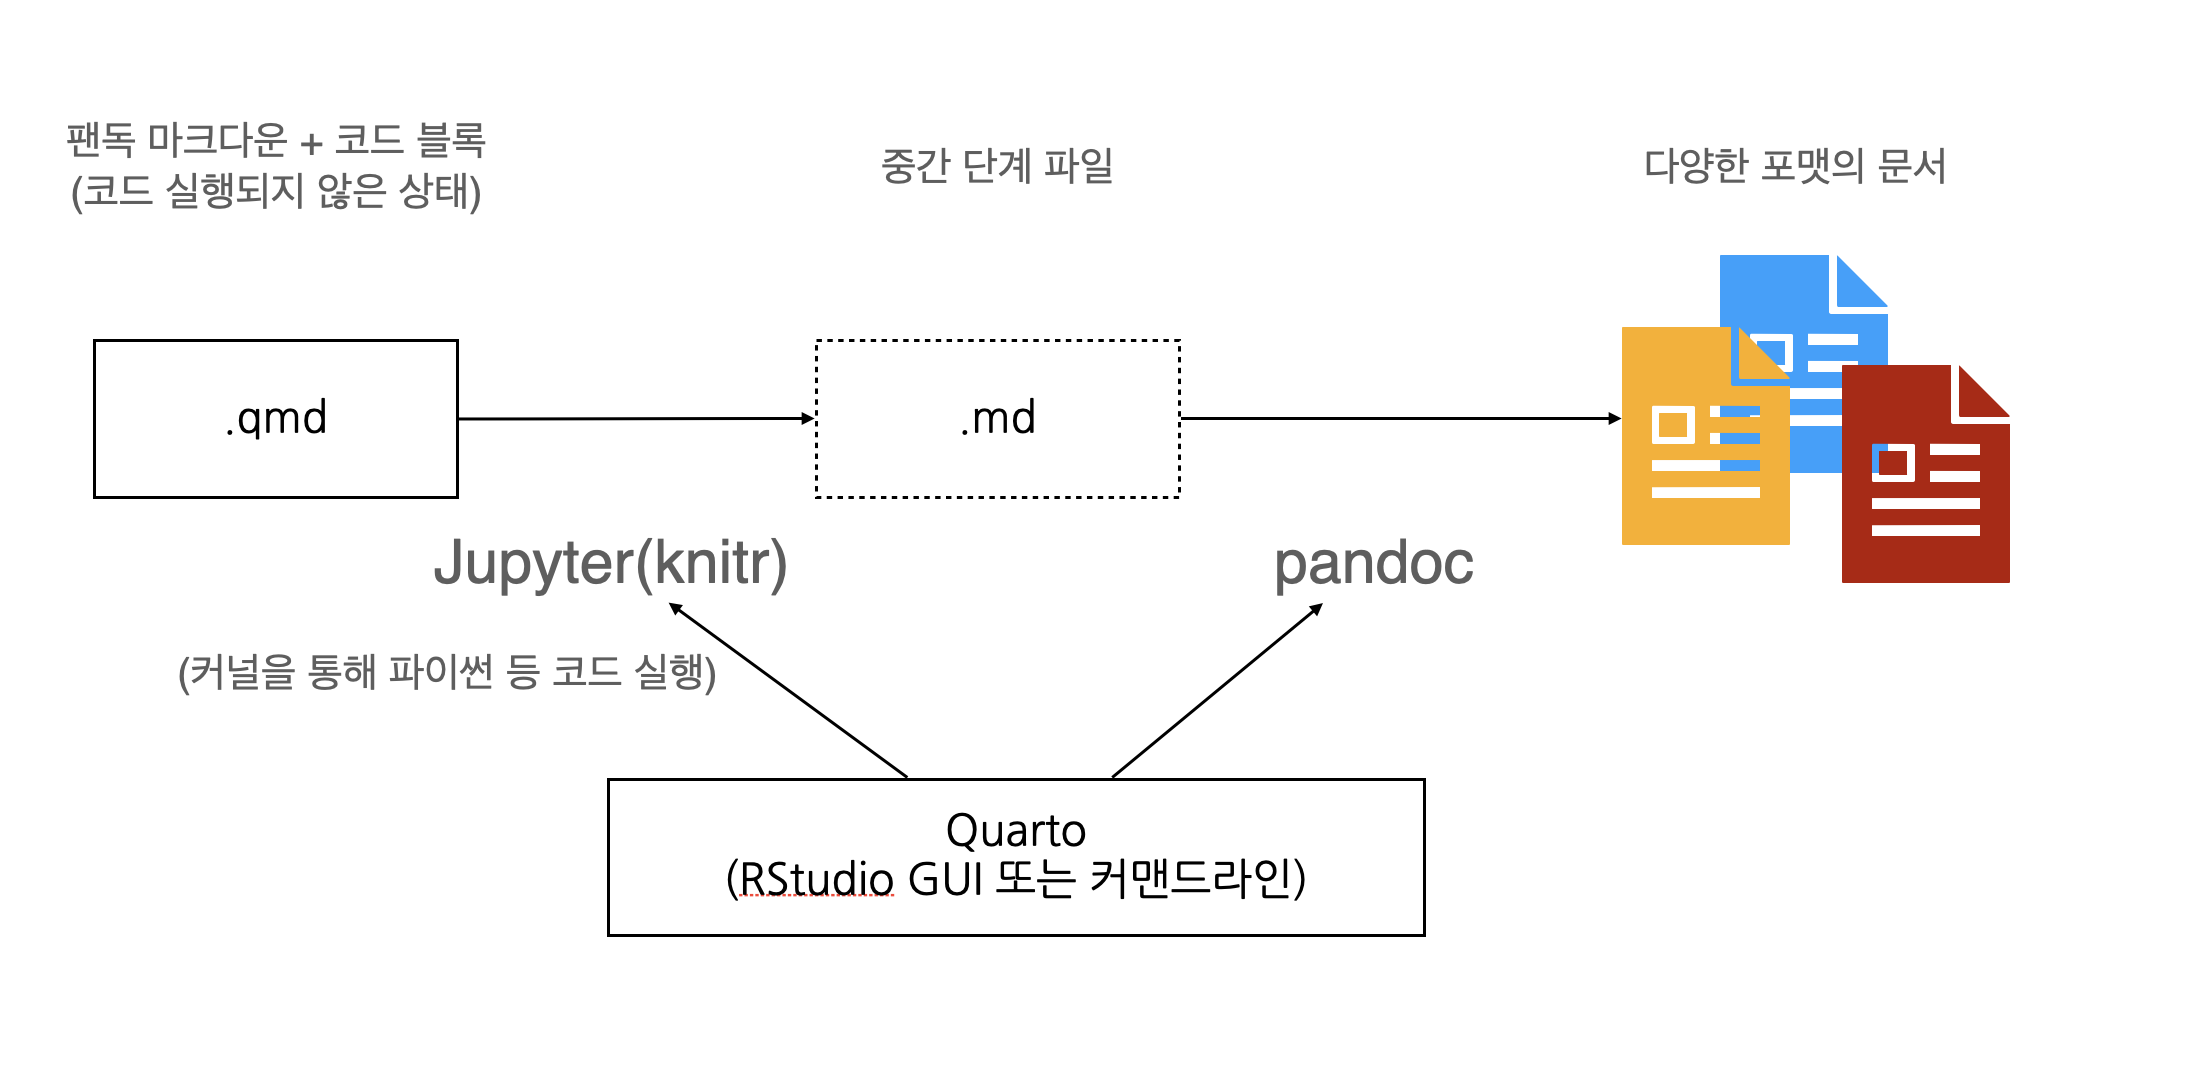 팬독 마크다운 + 코드 블록
(코드 실행되지 않은 상태)
중간 단계 파일
다양한 포맷의 문서
.qmd
.md
Jupyter(knitr)
pandoc
(커널을 통해 파이썬 등 코드 실행)
Quarto
(RStudio GUI 또는 커맨드라인)